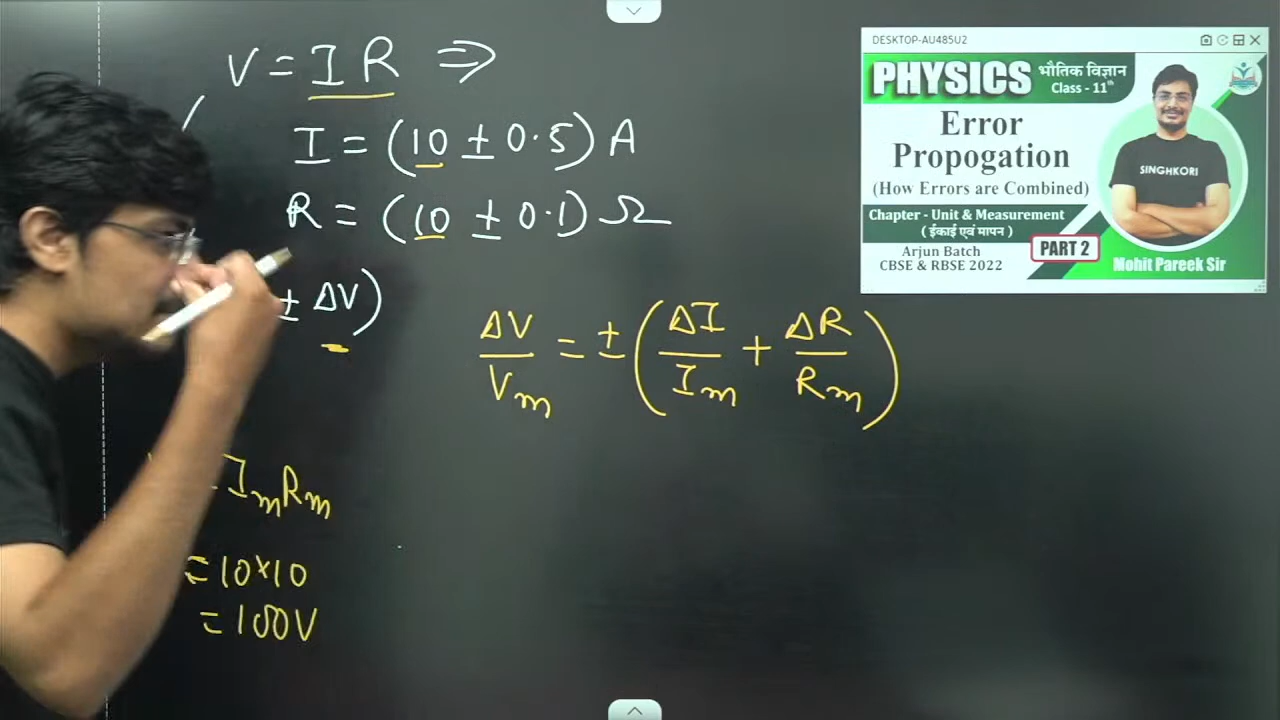 V = I R ⇒
I = (10 ± 0.5) A
R = (10 ± 0.1) Ω
± ΔV)
ΔV/Vm = ± (ΔI/Im + ΔR/Rm)
= ImRm
= 10×10
= 100V
DESKTOP-AU485U2
PHYSICS भौतिक विज्ञान
Class - 11th
Error
Propogation
(How Errors are Combined)
SINGHKORI
Chapter - Unit & Measurement
( ईकाई एवं मापन )
Arjun Batch
CBSE & RBSE 2022
PART 2
Mohit Pareek Sir